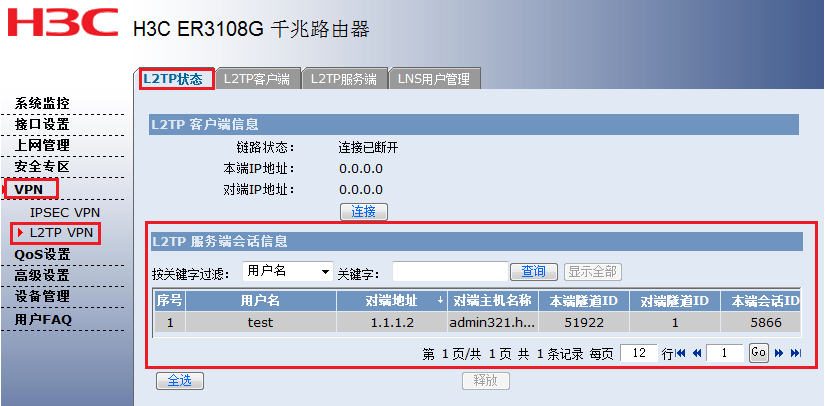 H3C H3C ER3108G 千兆路由器
L2TP状态 L2TP客户端 L2TP服务端 LNS用户管理
系统监控
接口设置
上网管理
安全专区
VPN
IPSEC VPN
L2TP VPN
QoS设置
高级设置
设备管理
用户FAQ
L2TP 客户端信息
链路状态: 连接已断开
本端IP地址: 0.0.0.0
对端IP地址: 0.0.0.0
连接
L2TP 服务端会话信息
按关键字过滤: 用户名 关键字: 查询 显示全部
序号 用户名 对端地址 对端主机名称 本端隧道ID 对端隧道ID 本端会话ID
1 test 1.1.1.2 admin321.h... 51922 1 5866
第 1 页/共 1 页 共 1 条记录 每页 12 行 1 Go
全选 释放